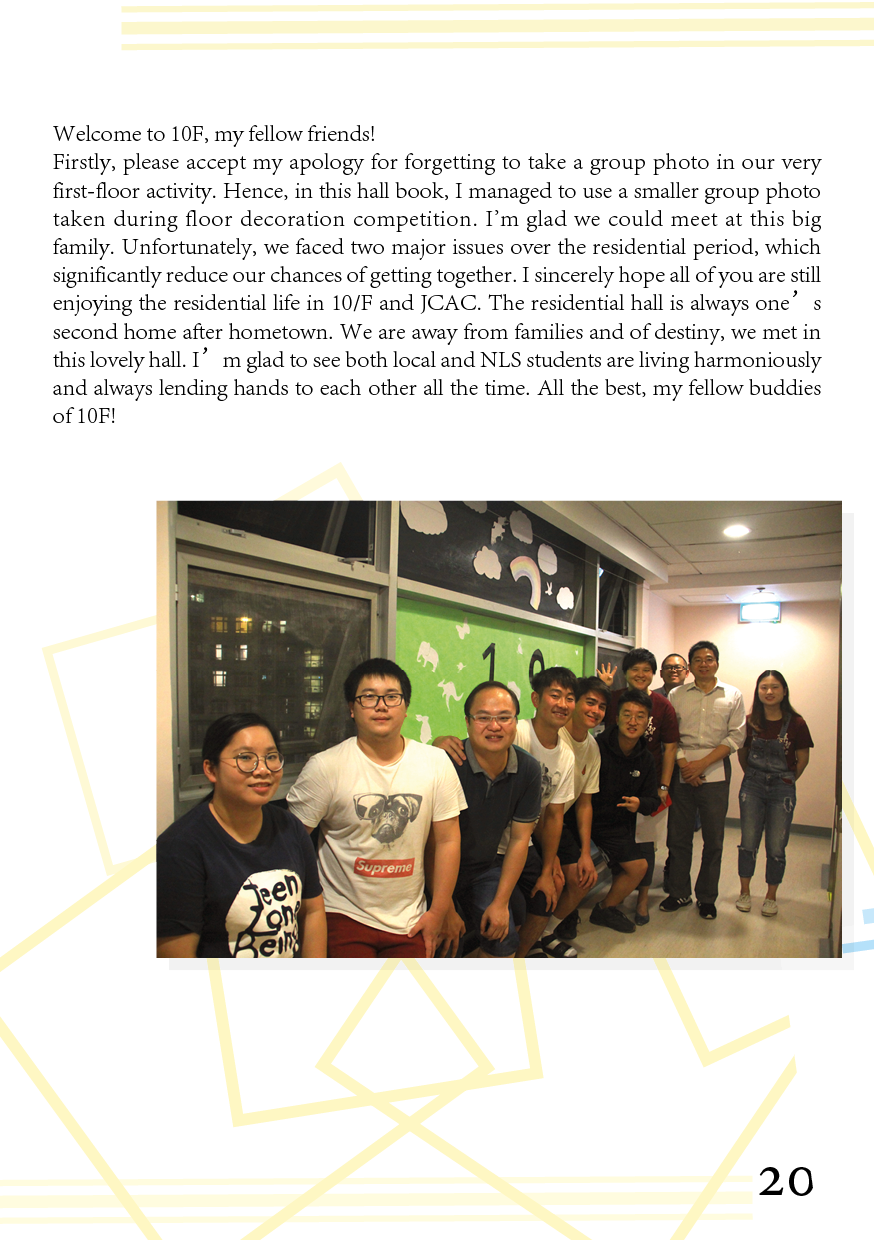 Welcome to 10F, my fellow friends!
Firstly, please accept my apology for forgetting to take a group photo in our very
first-floor activity. Hence, in this hall book, I managed to use a smaller group photo
taken during floor decoration competition. I’m glad we could meet at this big
family. Unfortunately, we faced two major issues over the residential period, which
significantly reduce our chances of getting together. I sincerely hope all of you are still
enjoying the residential life in 10/F and JCAC. The residential hall is always one’s
second home after hometown. We are away from families and of destiny, we met in
this lovely hall. I’m glad to see both local and NLS students are living harmoniously
and always lending hands to each other all the time. All the best, my fellow buddies
of 10F!
Supreme
Teen
Zone
Being
20